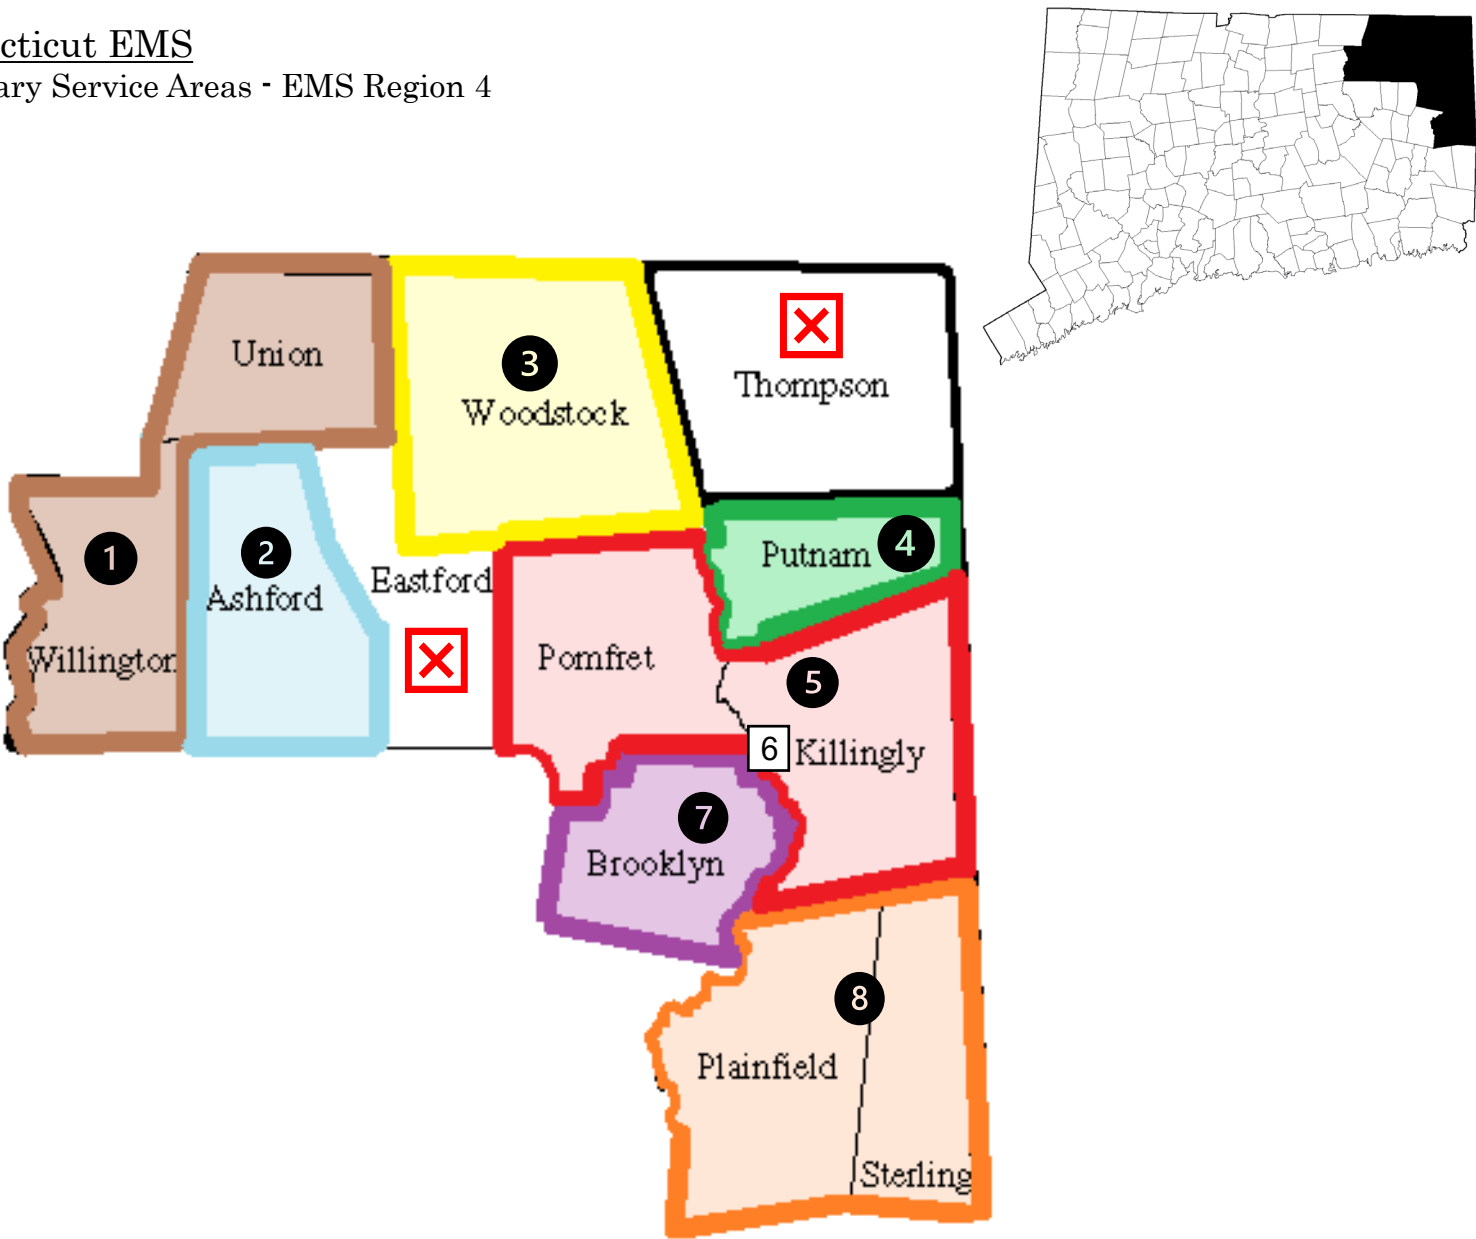 cticut EMS
ary Service Areas - EMS Region 4
Union
3
Woodstock
Thompson
1
2
Ashford
Willington
Eastford
Putnam
4
Pomfret
5
6
Killingly
7
Brooklyn
8
Plainfield
Sterling